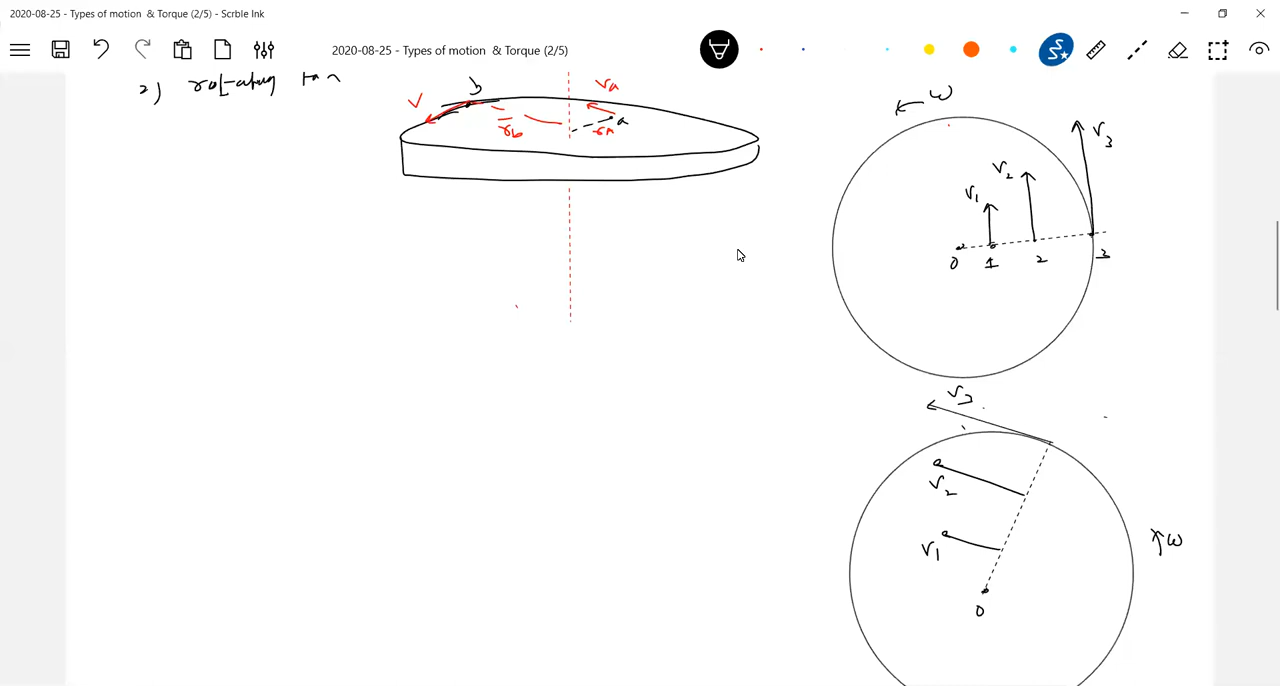 2020-08-25 - Types of motion & Torque (2/5) - Scrble Ink
2020-08-25 - Types of motion & Torque (2/5)
2) rotating fan
b
V
va
rb
ra
a
ω
v3
v2
v1
0 1 2 3
v3
v2
v1
ω
0